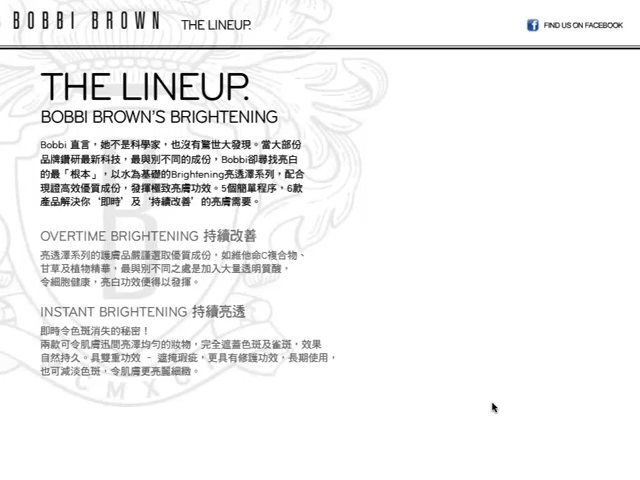 BOBBI BROWN THE LINEUP. FIND US ON FACEBOOK
THE LINEUP.
BOBBI BROWN'S BRIGHTENING
Bobbi 直言，她不是科學家，也沒有驚世大發現。當大部份
品牌鑽研最新科技，最與別不同的成份，Bobbi卻尋找亮白
的最「根本」，以水為基礎的Brightening亮透澤系列，配合
現證高效優質成份，發揮極致亮膚功效。5個簡單程序，6款
產品解決你‘即時’及‘持續改善’的亮膚需要。
OVERTIME BRIGHTENING 持續改善
亮透澤系列的護膚品嚴謹選取優質成份，如維他命C複合物、
甘草及植物精華，最與別不同之處是加入大量透明質酸，
令細胞健康，亮白功效便得以發揮。
INSTANT BRIGHTENING 持續亮透
即時令色斑消失的秘密！
兩款可令肌膚迅間亮澤均勻的妝物，完全遮蓋色斑及雀斑，效果
自然持久。具雙重功效 - 遮掩瑕疵，更具有修護功效，長期使用，
也可減淡色斑，令肌膚更亮麗細緻。
B
CMXCI